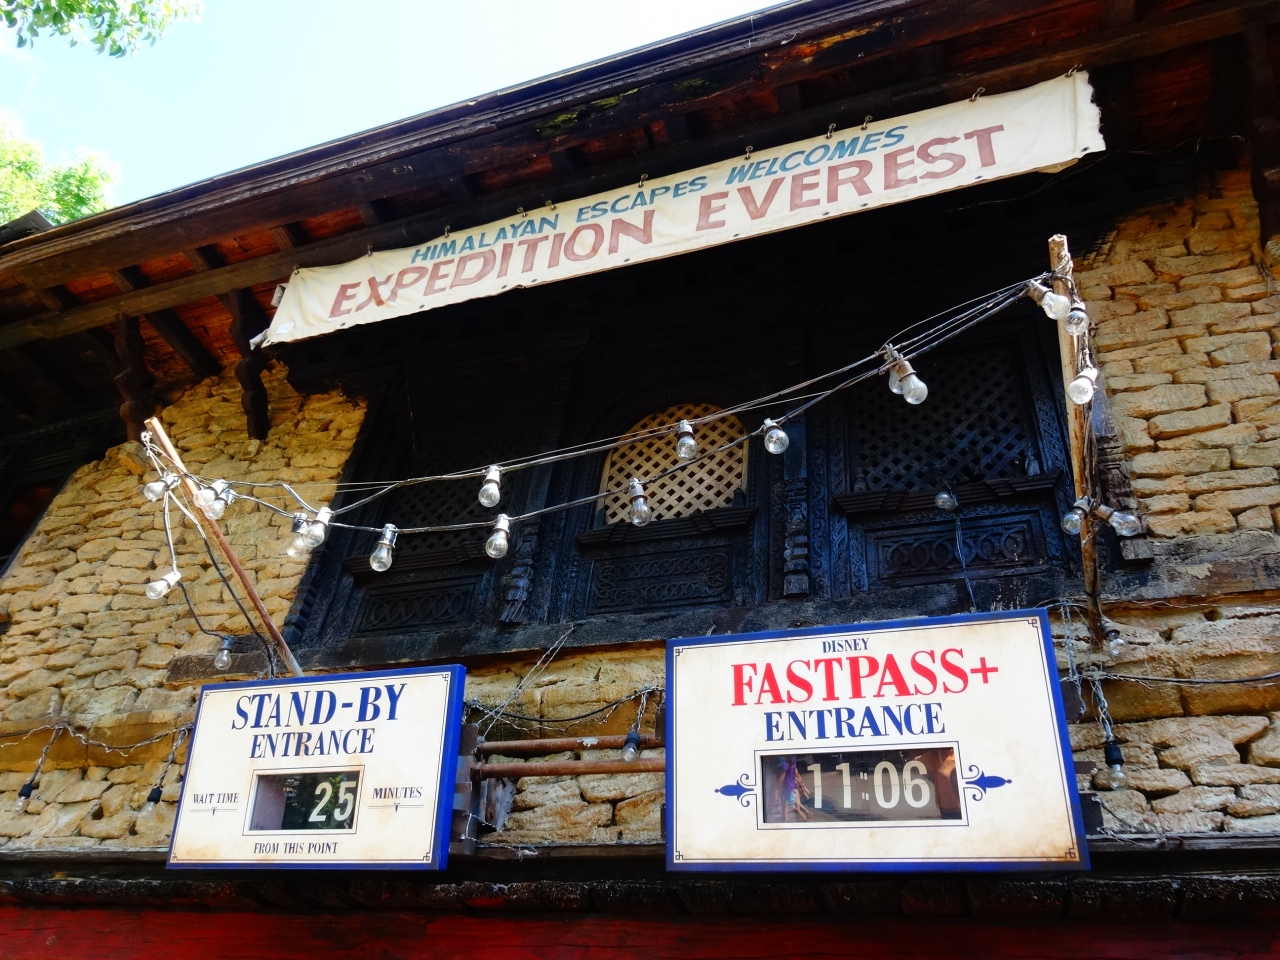 HIMALAYAN ESCAPES WELCOMES
EXPEDITION EVEREST
STAND-BY
ENTRANCE
WAIT TIME
25
MINUTES
FROM THIS POINT
DISNEY
FASTPASS+
ENTRANCE
11:06